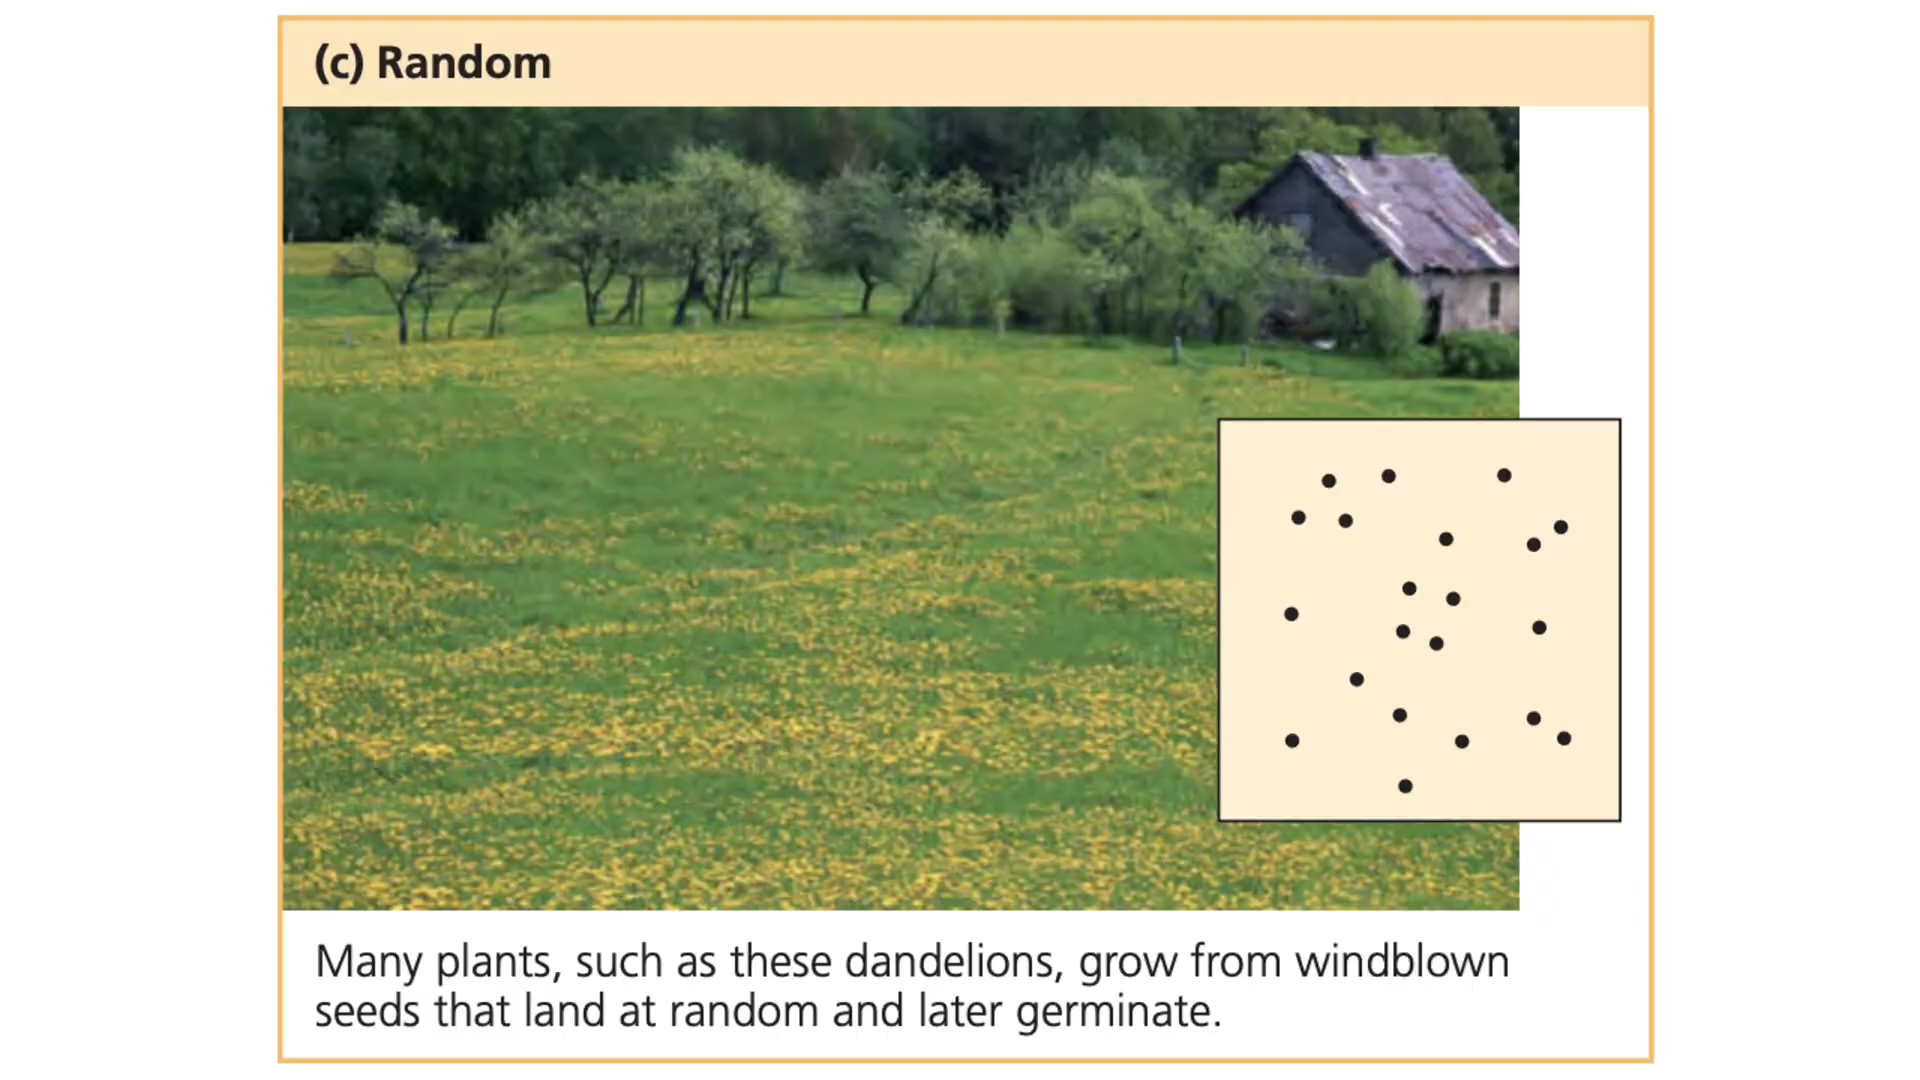 (c) Random
Many plants, such as these dandelions, grow from windblown
seeds that land at random and later germinate.